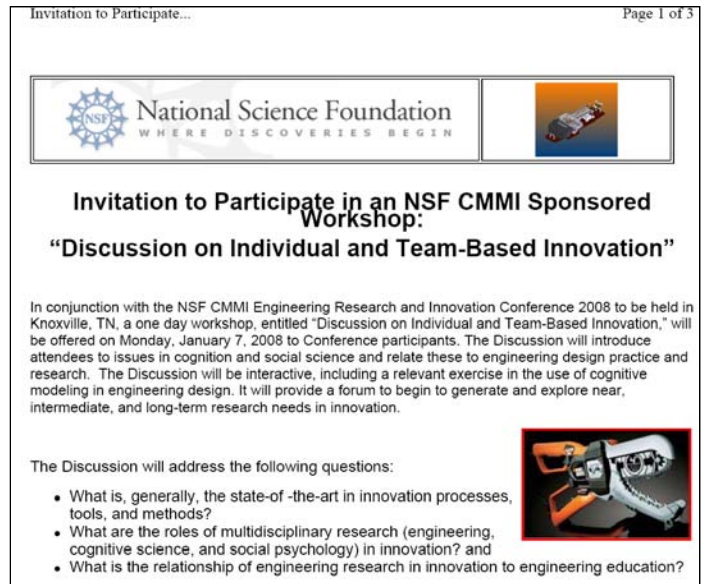 Invitation to Participate... Page 1 of 3
NSF
National Science Foundation
WHERE DISCOVERIES BEGIN
Invitation to Participate in an NSF CMMI Sponsored
Workshop:
“Discussion on Individual and Team-Based Innovation”
In conjunction with the NSF CMMI Engineering Research and Innovation Conference 2008 to be held in
Knoxville, TN, a one day workshop, entitled “Discussion on Individual and Team-Based Innovation,” will
be offered on Monday, January 7, 2008 to Conference participants. The Discussion will introduce
attendees to issues in cognition and social science and relate these to engineering design practice and
research. The Discussion will be interactive, including a relevant exercise in the use of cognitive
modeling in engineering design. It will provide a forum to begin to generate and explore near,
intermediate, and long-term research needs in innovation.
The Discussion will address the following questions:
• What is, generally, the state-of -the-art in innovation processes,
tools, and methods?
• What are the roles of multidisciplinary research (engineering,
cognitive science, and social psychology) in innovation? and
• What is the relationship of engineering research in innovation to engineering education?